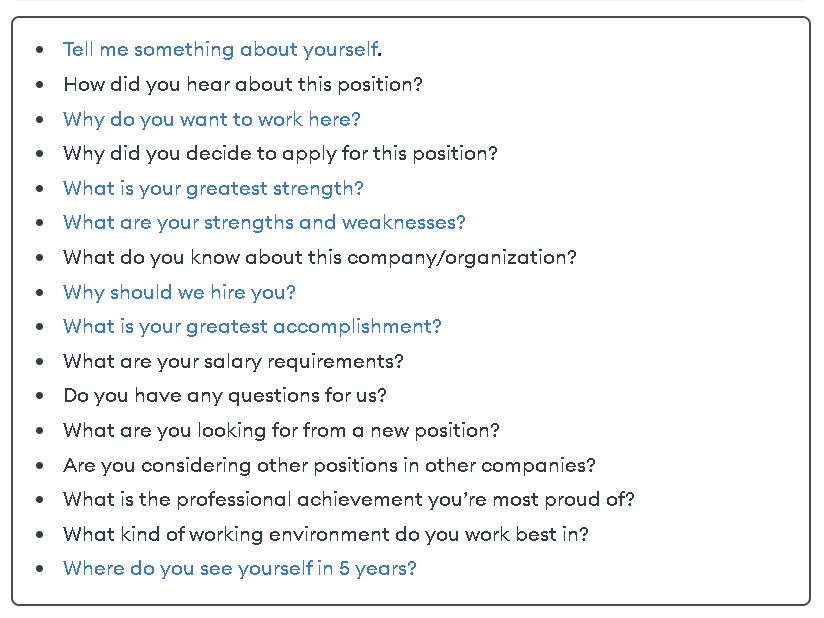 • Tell me something about yourself.
• How did you hear about this position?
• Why do you want to work here?
• Why did you decide to apply for this position?
• What is your greatest strength?
• What are your strengths and weaknesses?
• What do you know about this company/organization?
• Why should we hire you?
• What is your greatest accomplishment?
• What are your salary requirements?
• Do you have any questions for us?
• What are you looking for from a new position?
• Are you considering other positions in other companies?
• What is the professional achievement you’re most proud of?
• What kind of working environment do you work best in?
• Where do you see yourself in 5 years?